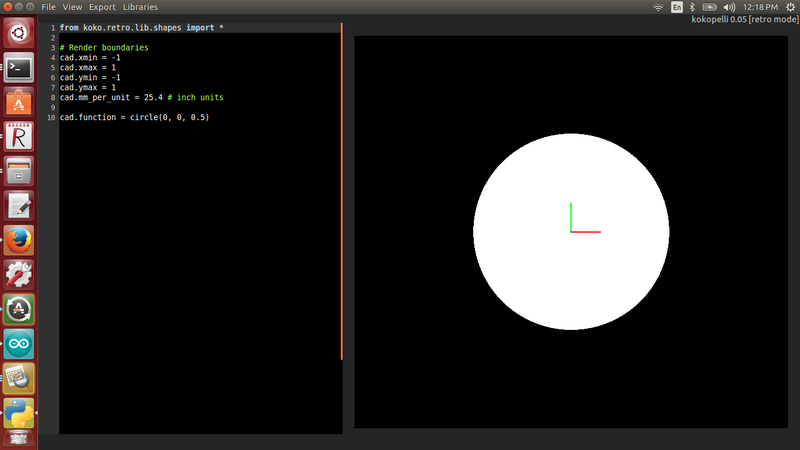 File View Export Libraries
En 12:18 PM
kokopelli 0.05 [retro mode]
1 from koko.retro.lib.shapes import *
2
3 # Render boundaries
4 cad.xmin = -1
5 cad.xmax = 1
6 cad.ymin = -1
7 cad.ymax = 1
8 cad.mm_per_unit = 25.4 # inch units
9
10 cad.function = circle(0, 0, 0.5)